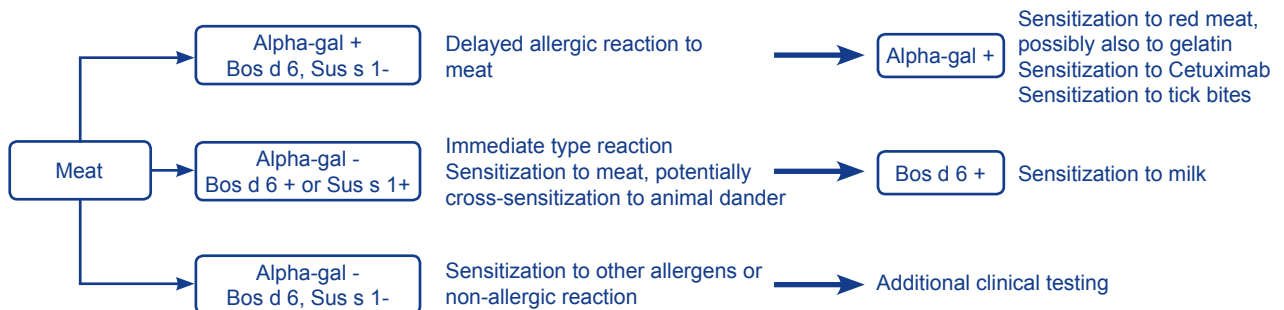 Meat
Alpha-gal +
Bos d 6, Sus s 1-
Delayed allergic reaction to
meat
Alpha-gal +
Sensitization to red meat,
possibly also to gelatin
Sensitization to Cetuximab
Sensitization to tick bites
Alpha-gal -
Bos d 6 + or Sus s 1+
Immediate type reaction
Sensitization to meat, potentially
cross-sensitization to animal dander
Bos d 6 +
Sensitization to milk
Alpha-gal -
Bos d 6, Sus s 1-
Sensitization to other allergens or
non-allergic reaction
Additional clinical testing